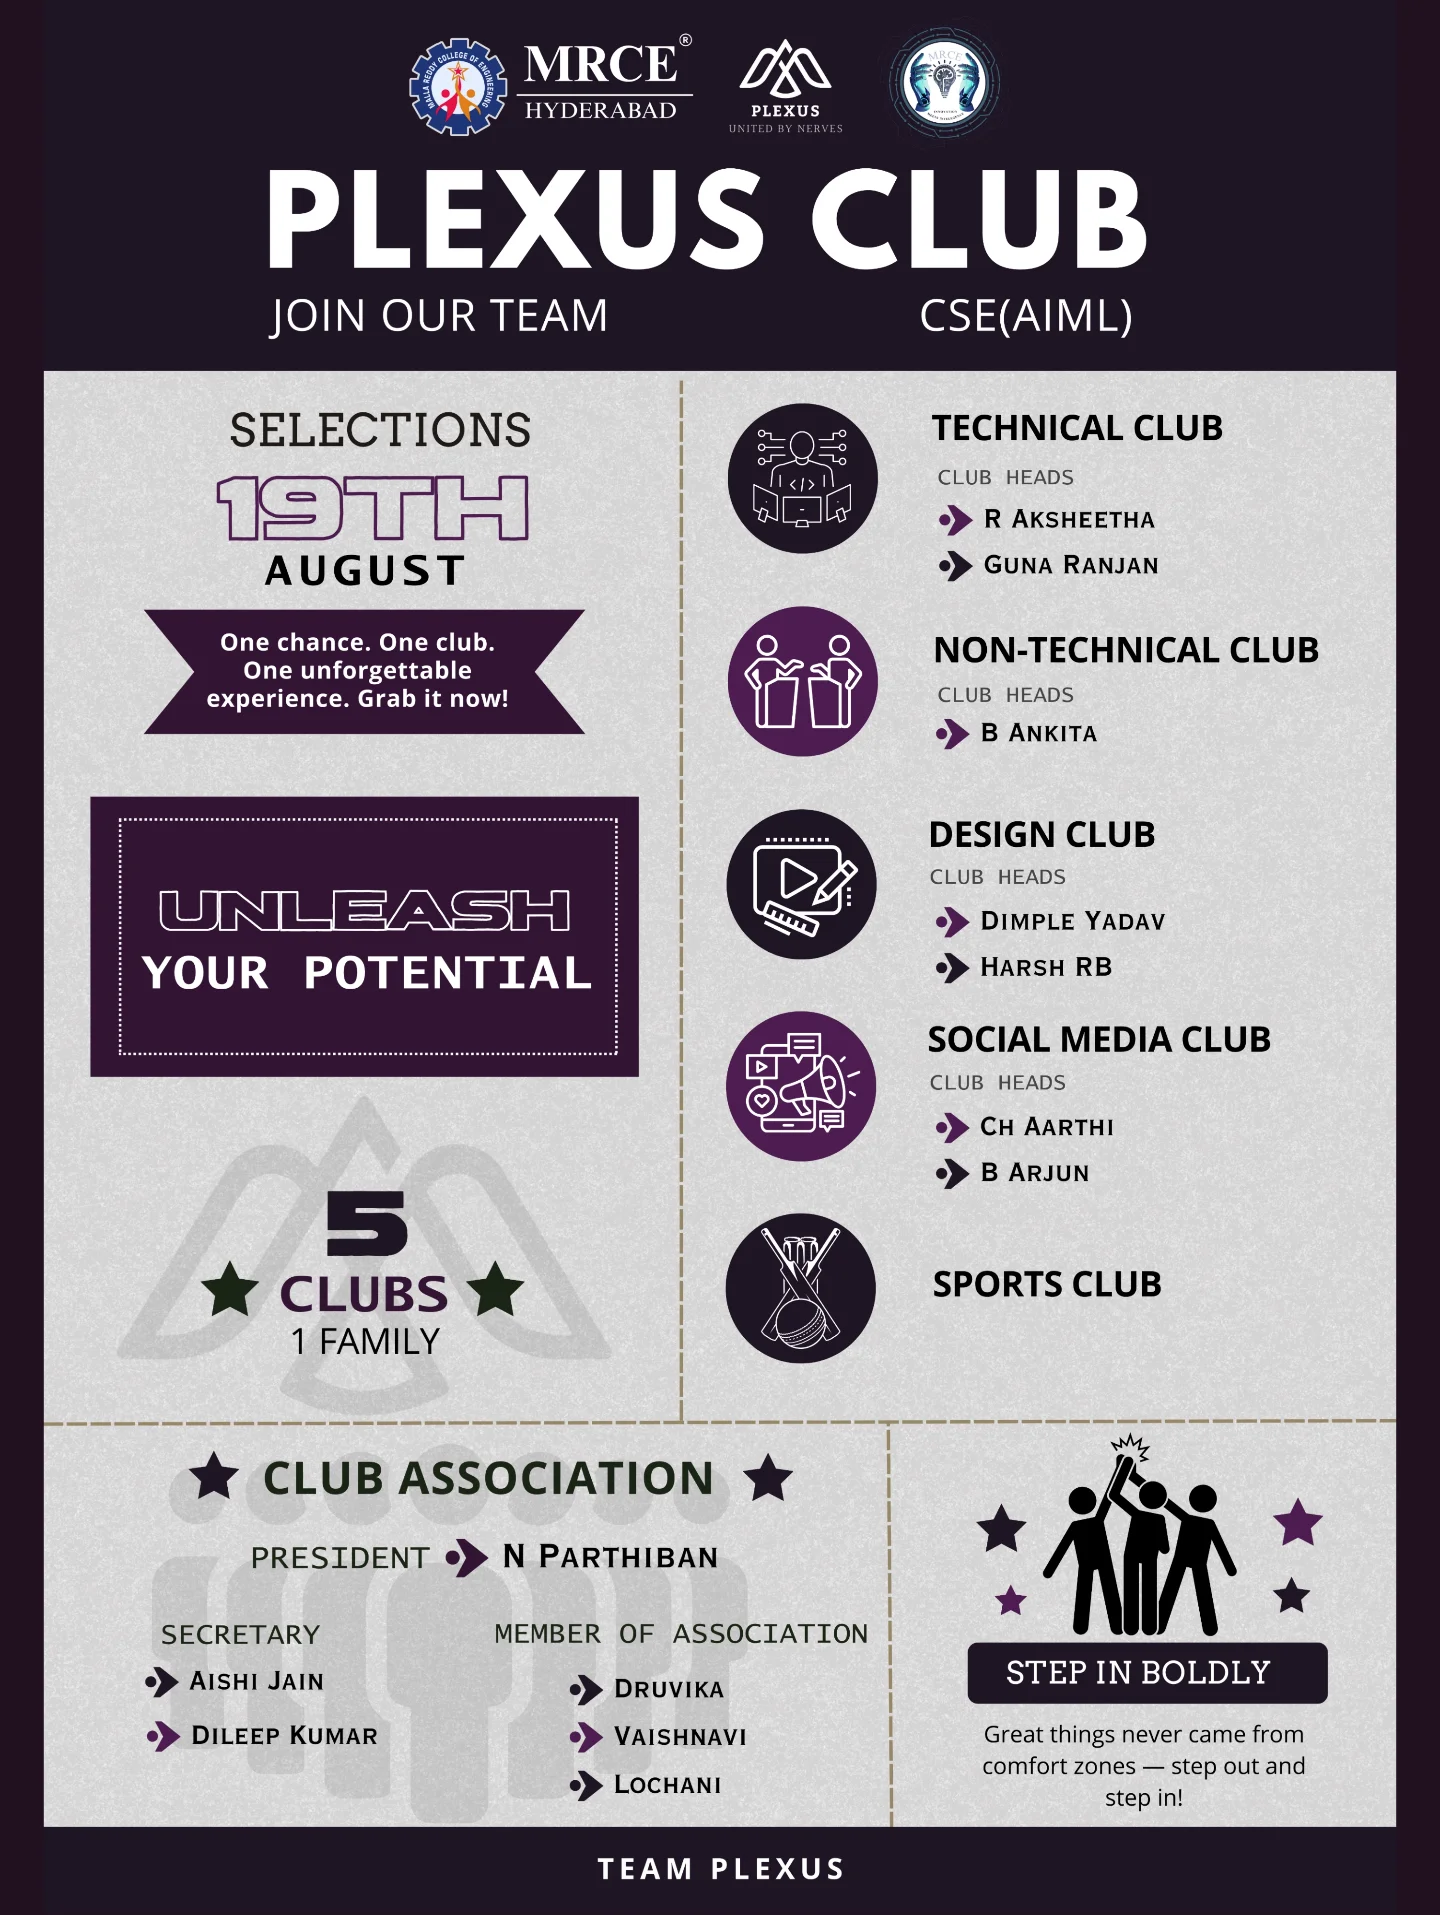 MALLA REDDY COLLEGE OF ENGINEERING
MRCE®
HYDERABAD
PLEXUS
UNITED BY NERVES
MRCE
PLEXUS CLUB
JOIN OUR TEAM
CSE(AIML)
SELECTIONS
19TH
AUGUST
One chance. One club.
One unforgettable
experience. Grab it now!
UNLEASH
YOUR POTENTIAL
5
CLUBS
1 FAMILY
TECHNICAL CLUB
CLUB HEADS
R AKSHEETHA
GUNA RANJAN
NON-TECHNICAL CLUB
CLUB HEADS
B ANKITA
DESIGN CLUB
CLUB HEADS
DIMPLE YADAV
HARSH RB
SOCIAL MEDIA CLUB
CLUB HEADS
CH AARTHI
B ARJUN
SPORTS CLUB
CLUB ASSOCIATION
PRESIDENT N PARTHIBAN
SECRETARY
AISHI JAIN
DILEEP KUMAR
MEMBER OF ASSOCIATION
DRUVIKA
VAISHNAVI
LOCHANI
STEP IN BOLDLY
Great things never came from
comfort zones — step out and
step in!
TEAM PLEXUS